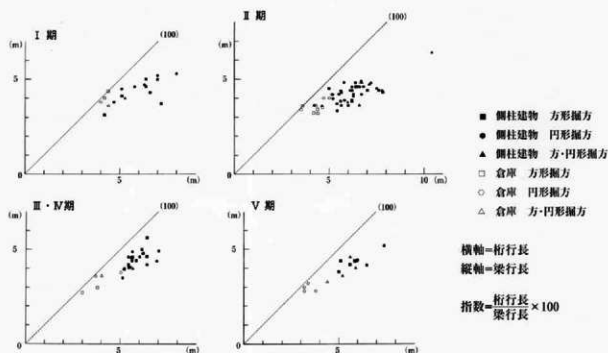 I 期
(m)
(100)
5
0
5
(m)
II 期
(m)
(100)
5
0
5
10
(m)
III・IV期
(m)
(100)
5
0
5
(m)
V 期
(m)
(100)
5
0
5
(m)
■ 側柱建物 方形掘方
● 側柱建物 円形掘方
▲ 側柱建物 方・円形掘方
□ 倉庫 方形掘方
○ 倉庫 円形掘方
△ 倉庫 方・円形掘方
横軸=桁行長
縦軸=梁行長
指数=桁行長/梁行長×100